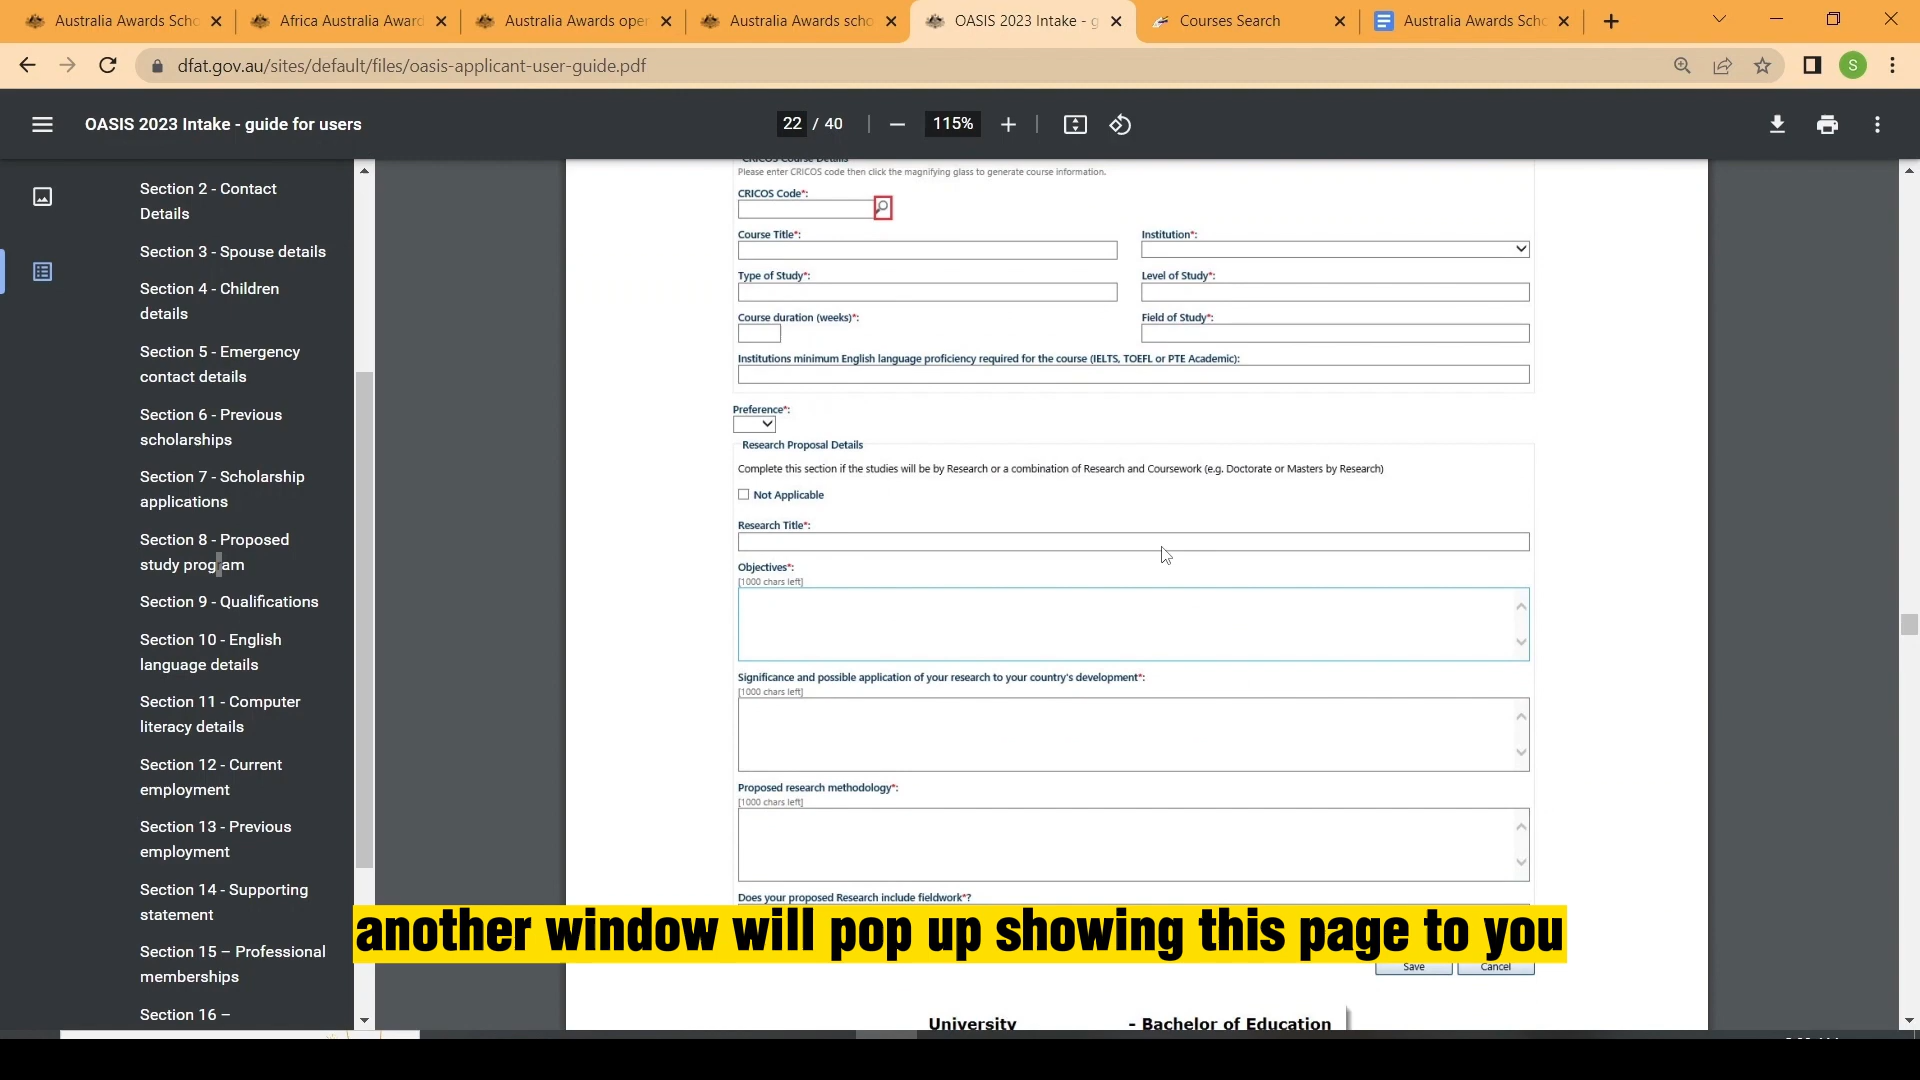 Australia Awards Scho
Africa Australia Award
Australia Awards ope
Australia Awards scho
OASIS 2023 Intake - g
Courses Search
Australia Awards Scho
dfat.gov.au/sites/default/files/oasis-applicant-user-guide.pdf
S
OASIS 2023 Intake - guide for users
22 / 40
115%
Section 2 - Contact
Details
Section 3 - Spouse details
Section 4 - Children
details
Section 5 - Emergency
contact details
Section 6 - Previous
scholarships
Section 7 - Scholarship
applications
Section 8 - Proposed
study program
Section 9 - Qualifications
Section 10 - English
language details
Section 11 - Computer
literacy details
Section 12 - Current
employment
Section 13 - Previous
employment
Section 14 - Supporting
statement
Section 15 – Professional
memberships
Section 16 –
CRICOS Course Details
Please enter CRICOS code then click the magnifying glass to generate course information.
CRICOS Code*:
Course Title*:
Institution*:
Type of Study*:
Level of Study*:
Course duration (weeks)*:
Field of Study*:
Institutions minimum English language proficiency required for the course (IELTS, TOEFL or PTE Academic):
Preference*:
Research Proposal Details
Complete this section if the studies will be by Research or a combination of Research and Coursework (e.g. Doctorate or Masters by Research)
Not Applicable
Research Title*:
Objectives*:
[1000 chars left]
Significance and possible application of your research to your country's development*:
[1000 chars left]
Proposed research methodology*:
[1000 chars left]
Does your proposed Research include fieldwork*?
another window will pop up showing this page to you
Save
Cancel
University
- Bachelor of Education